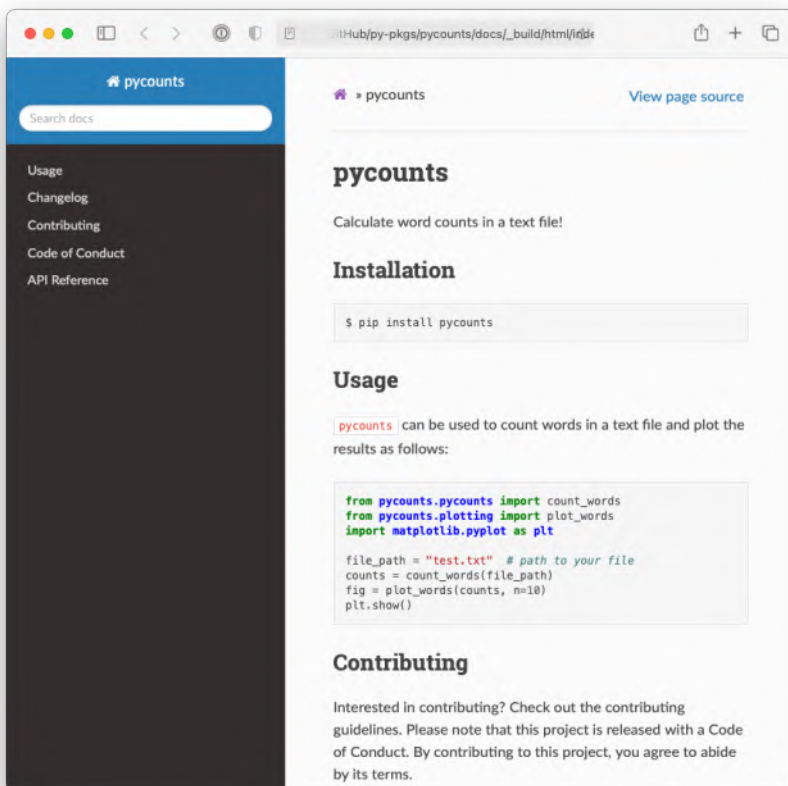 itHub/py-pkgs/pycounts/docs/_build/html/inde
pycounts
Search docs
Usage
Changelog
Contributing
Code of Conduct
API Reference
» pycounts
View page source
pycounts
Calculate word counts in a text file!
Installation
$ pip install pycounts
Usage
pycounts can be used to count words in a text file and plot the
results as follows:
from pycounts.pycounts import count_words
from pycounts.plotting import plot_words
import matplotlib.pyplot as plt
file_path = "test.txt"  # path to your file
counts = count_words(file_path)
fig = plot_words(counts, n=10)
plt.show()
Contributing
Interested in contributing? Check out the contributing
guidelines. Please note that this project is released with a Code
of Conduct. By contributing to this project, you agree to abide
by its terms.